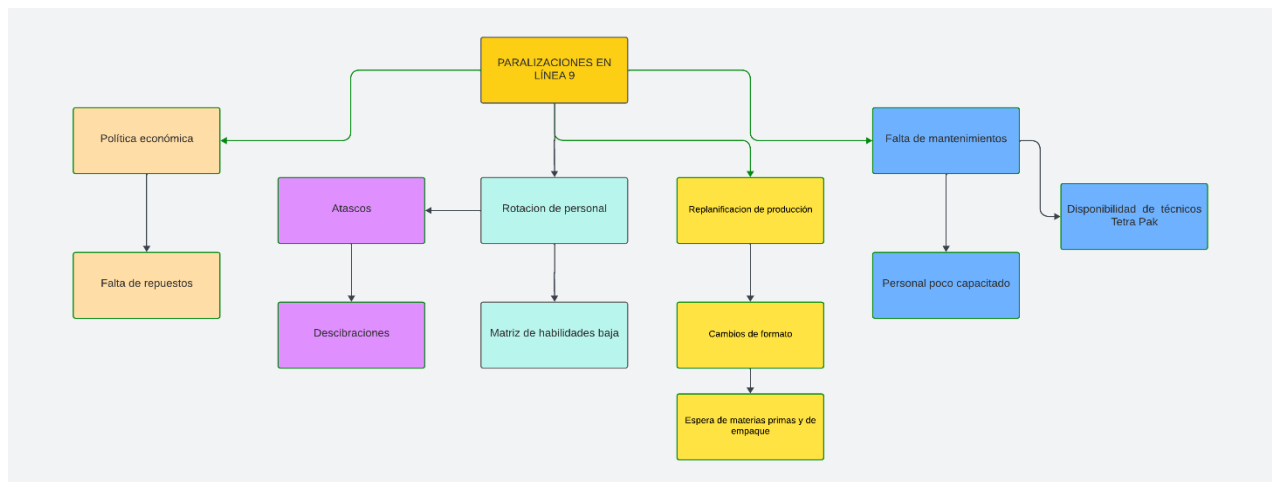 PARALIZACIONES EN
LÍNEA 9
Política económica
Falta de mantenimientos
Atascos
Rotacion de personal
Replanificacion de producción
Disponibilidad de técnicos
Tetra Pak
Falta de repuestos
Personal poco capacitado
Descibraciones
Matriz de habilidades baja
Cambios de formato
Espera de materias primas y de
empaque